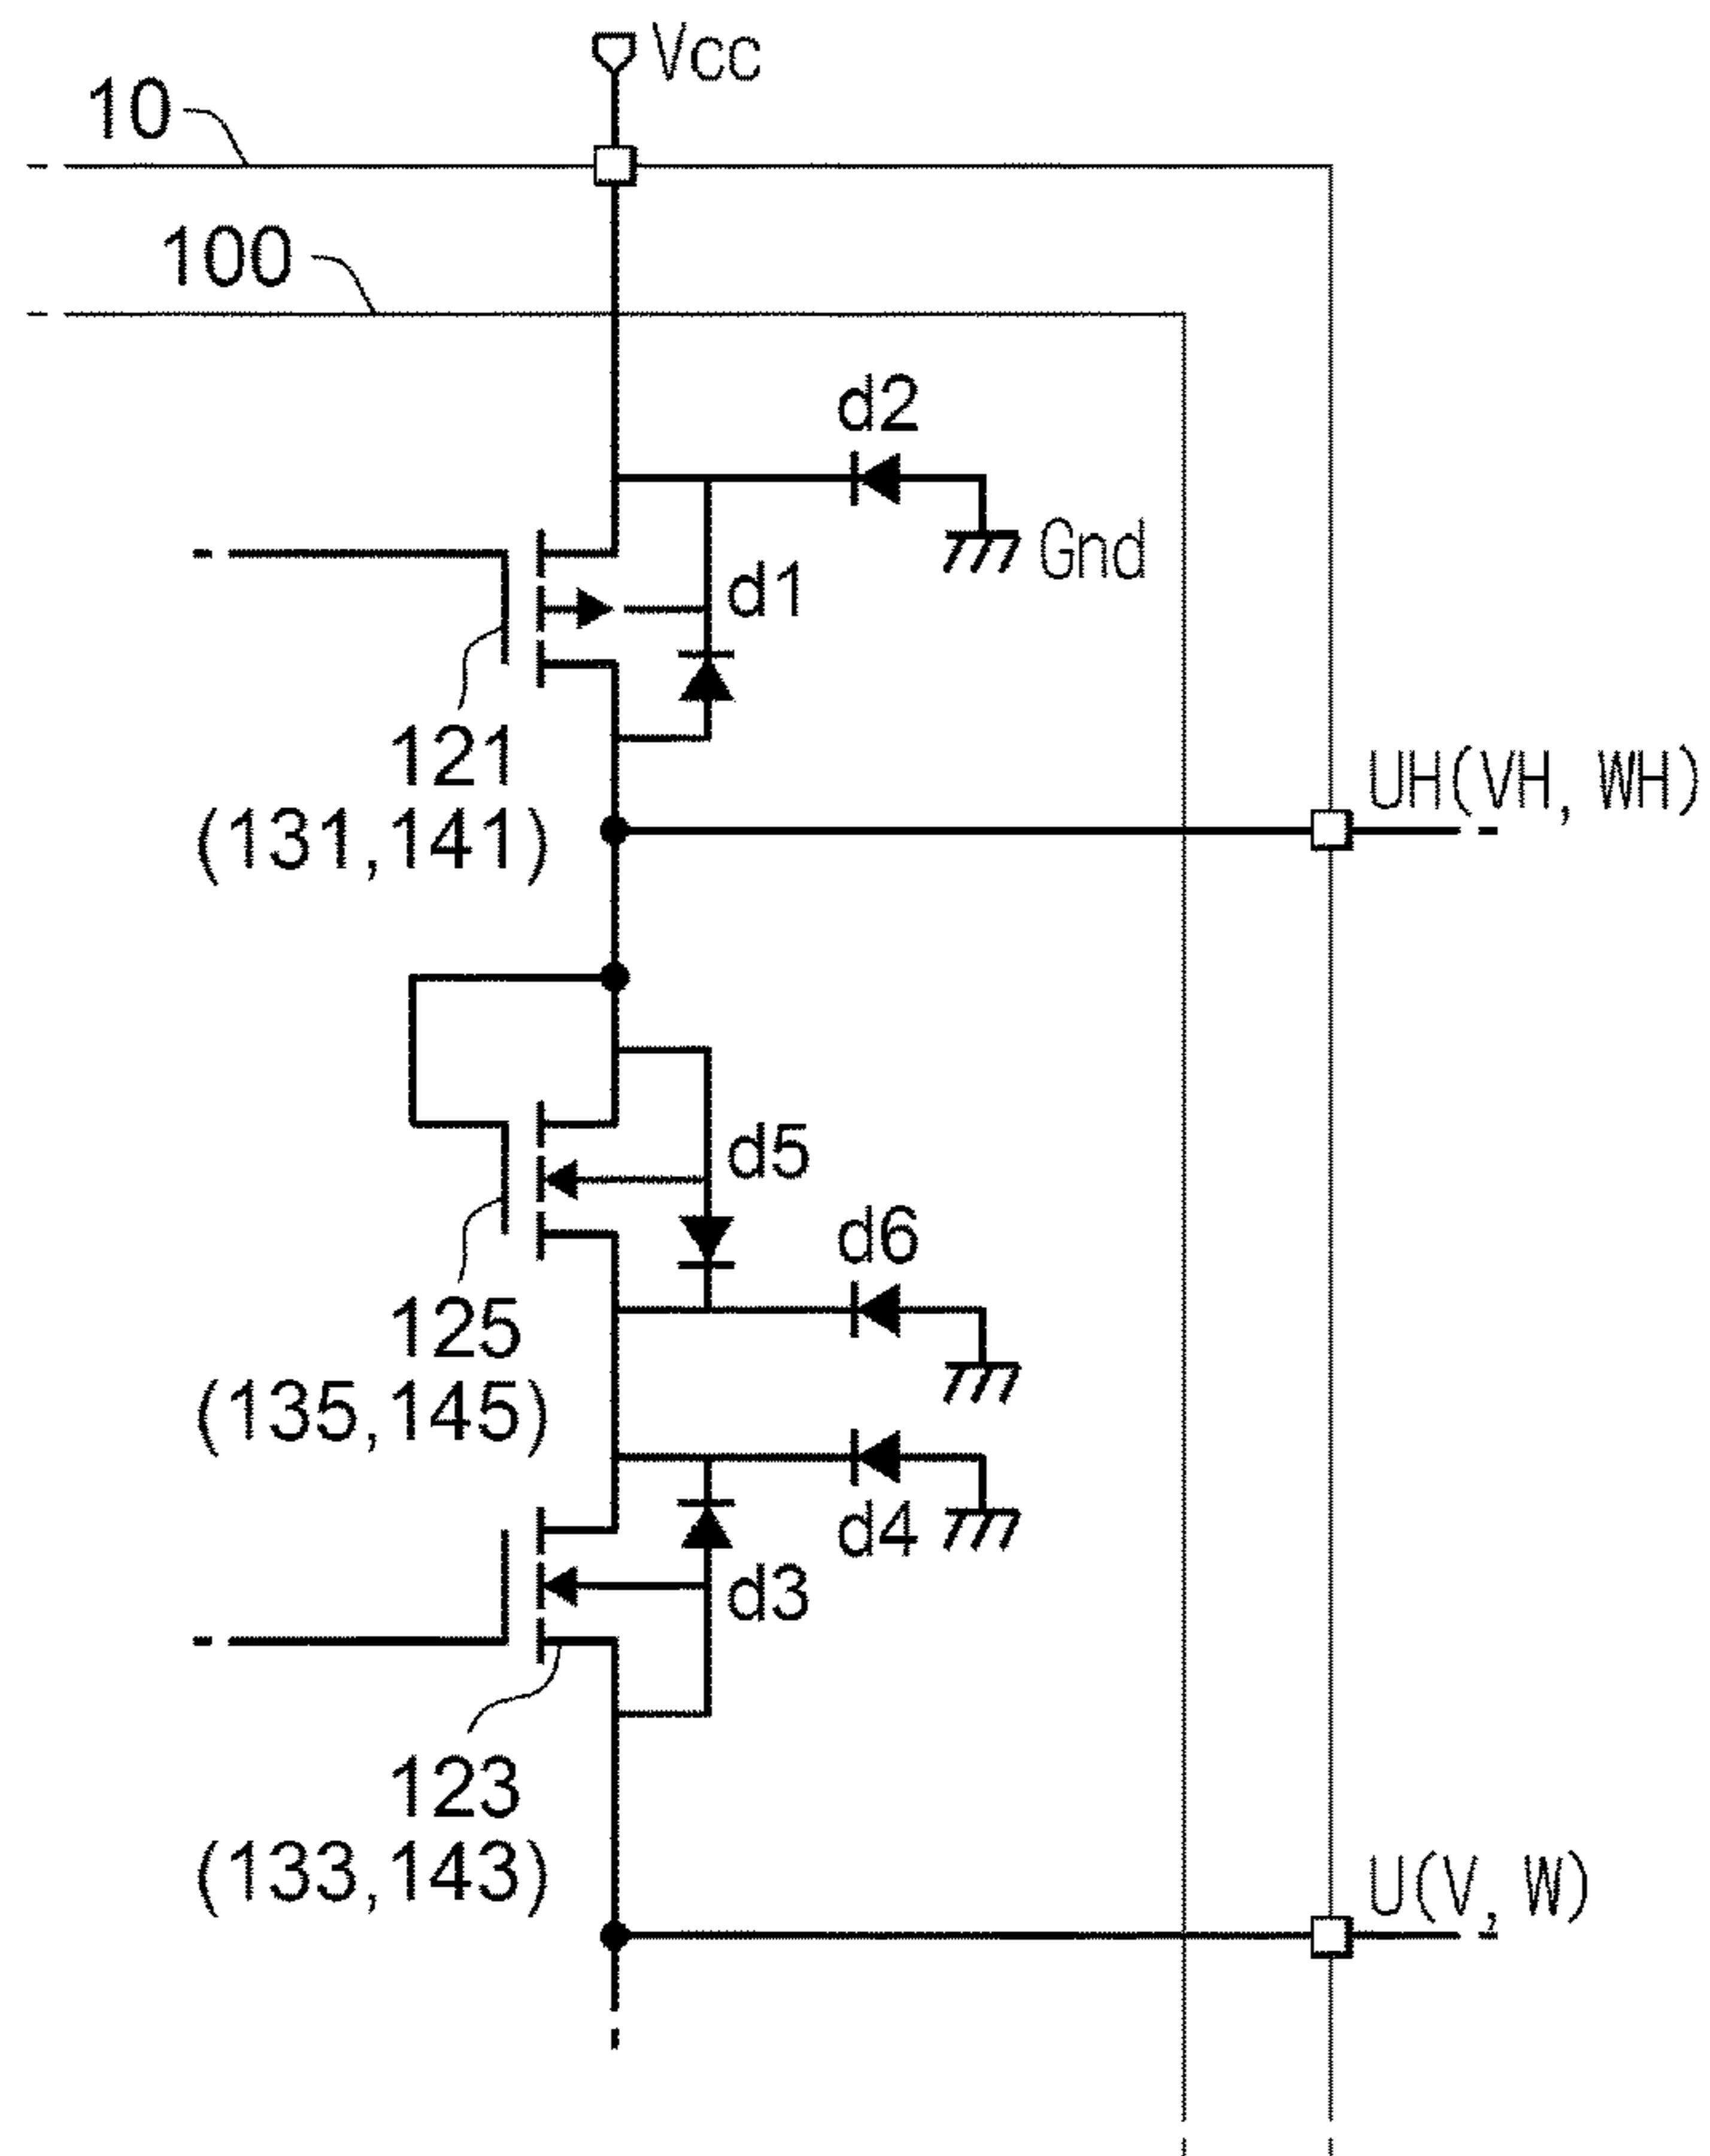 Vcc
10
100
d2
Gnd
d1
121
(131,141)
UH(VH, WH)
d5
d6
125
(135,145)
d4
d3
123
(133,143)
U(V, W)